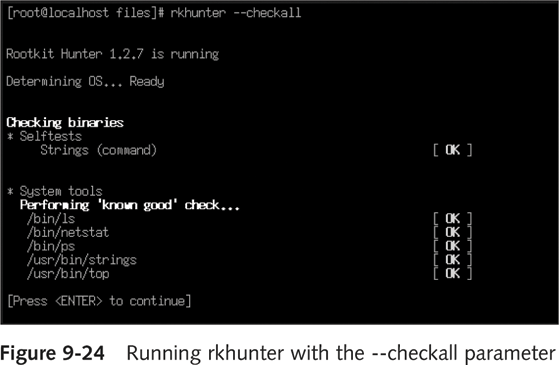 [root@localhost files]# rkhunter --checkall
Rootkit Hunter 1.2.7 is running
Determining OS... Ready
Checking binaries
* Selftests
Strings (command) [ OK ]
* System tools
Performing 'known good' check...
/bin/ls [ OK ]
/bin/netstat [ OK ]
/bin/ps [ OK ]
/usr/bin/strings [ OK ]
/usr/bin/top [ OK ]
[Press <ENTER> to continue]
Figure 9-24 Running rkhunter with the --checkall parameter